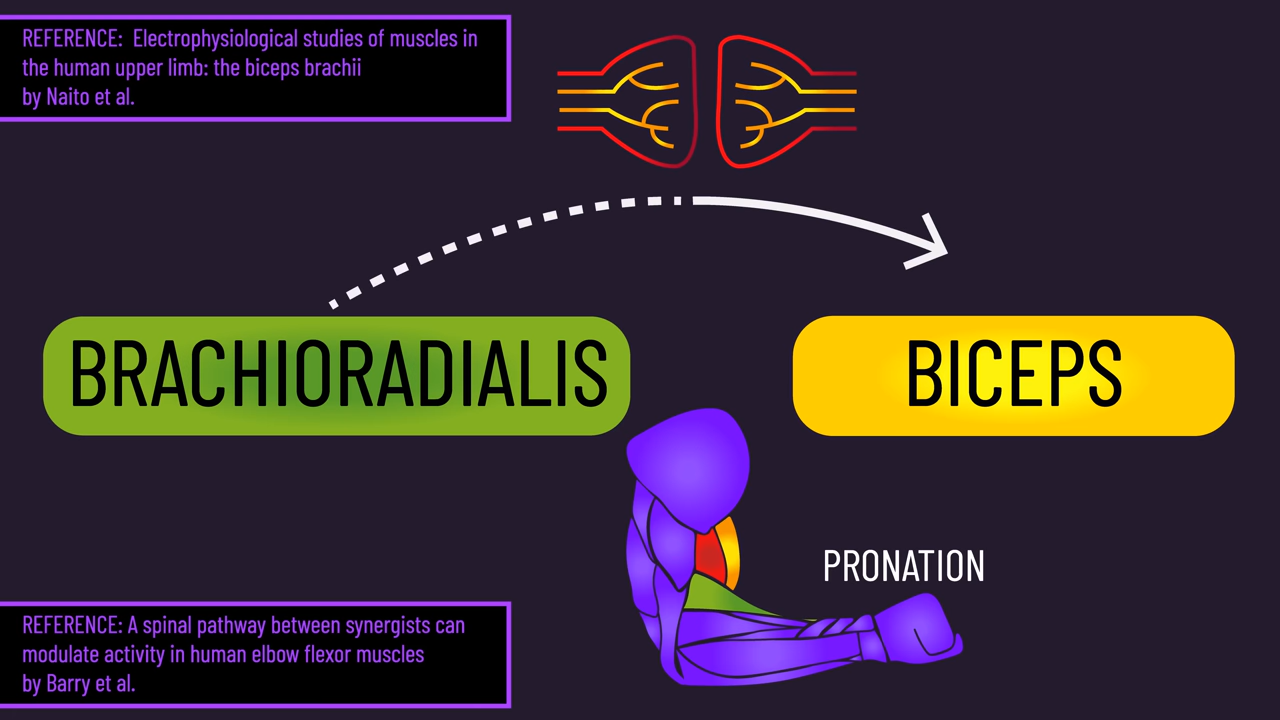 REFERENCE:  Electrophysiological studies of muscles in
the human upper limb: the biceps brachii
by Naito et al.
BRACHIORADIALIS
BICEPS
PRONATION
REFERENCE: A spinal pathway between synergists can
modulate activity in human elbow flexor muscles
by Barry et al.